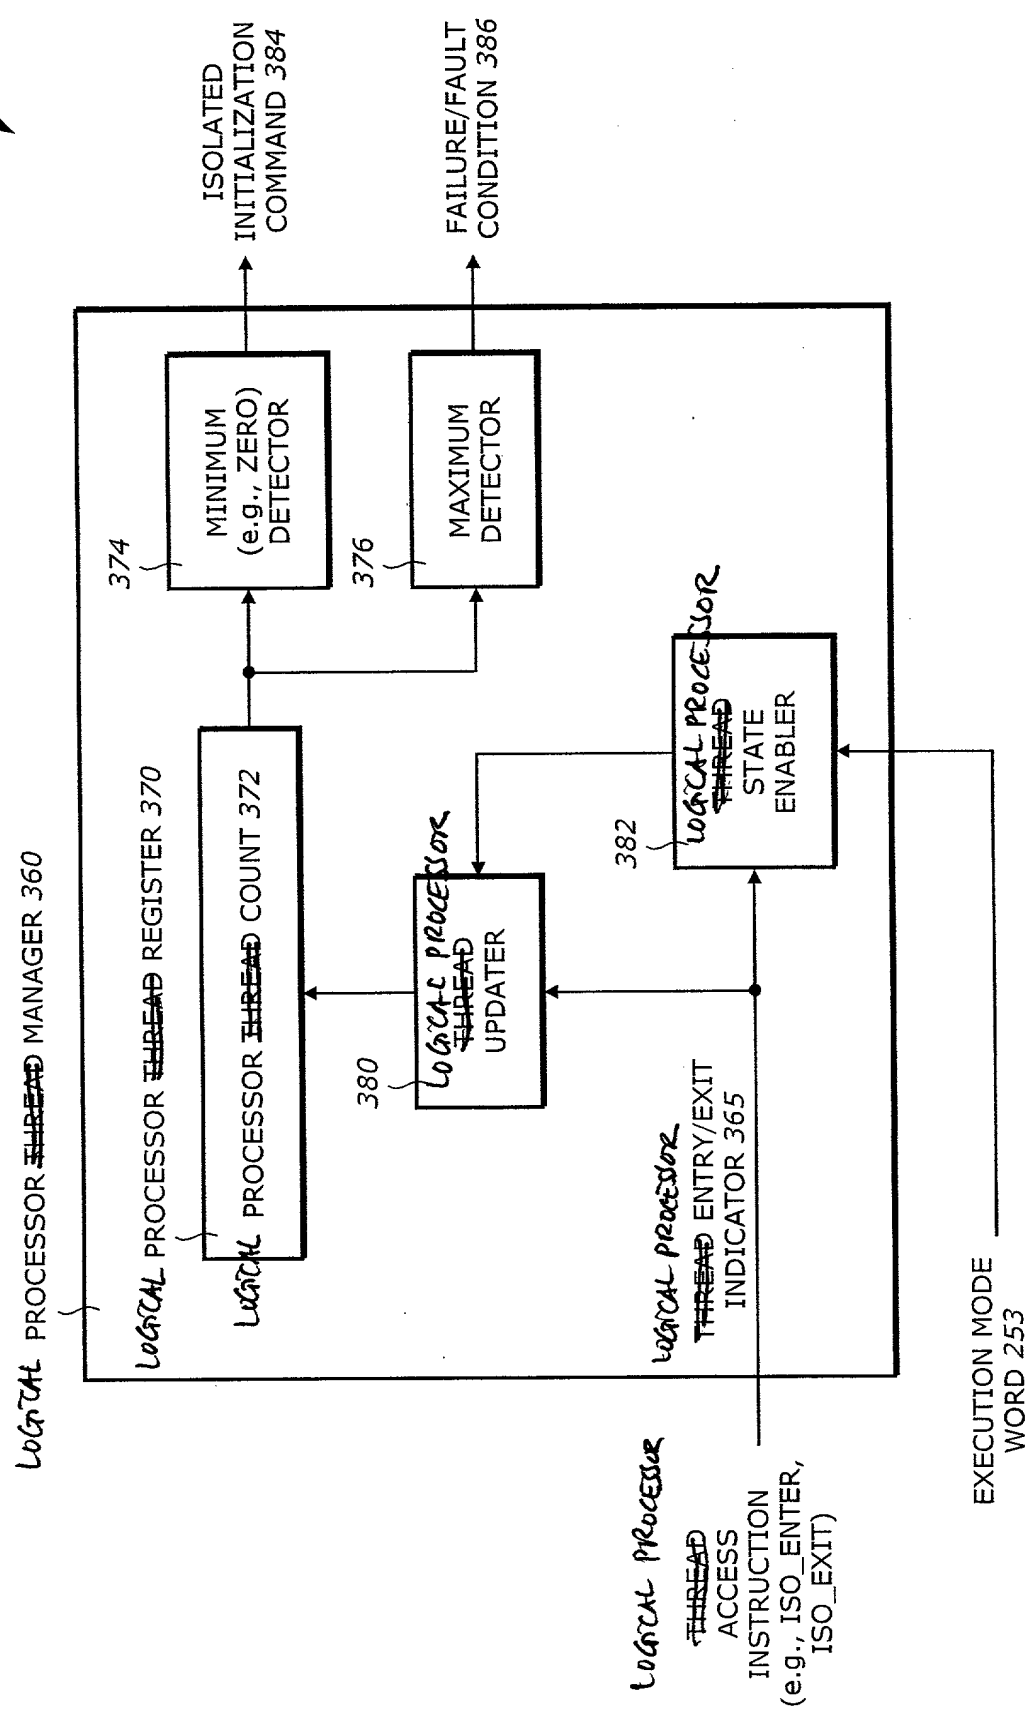 LOGICAL PROCESSOR THREAD MANAGER 360
LOGICAL PROCESSOR THREAD REGISTER 370
LOGICAL PROCESSOR THREAD COUNT 372
374
MINIMUM
(e.g., ZERO)
DETECTOR
ISOLATED
INITIALIZATION
COMMAND 384
376
MAXIMUM
DETECTOR
FAILURE/FAULT
CONDITION 386
380
LOGICAL PROCESSOR
THREAD
UPDATER
382
LOGICAL PROCESSOR
THREAD
STATE
ENABLER
LOGICAL PROCESSOR
THREAD ENTRY/EXIT
INDICATOR 365
LOGICAL PROCESSOR
THREAD
ACCESS
INSTRUCTION
(e.g., ISO_ENTER,
ISO_EXIT)
EXECUTION MODE
WORD 253